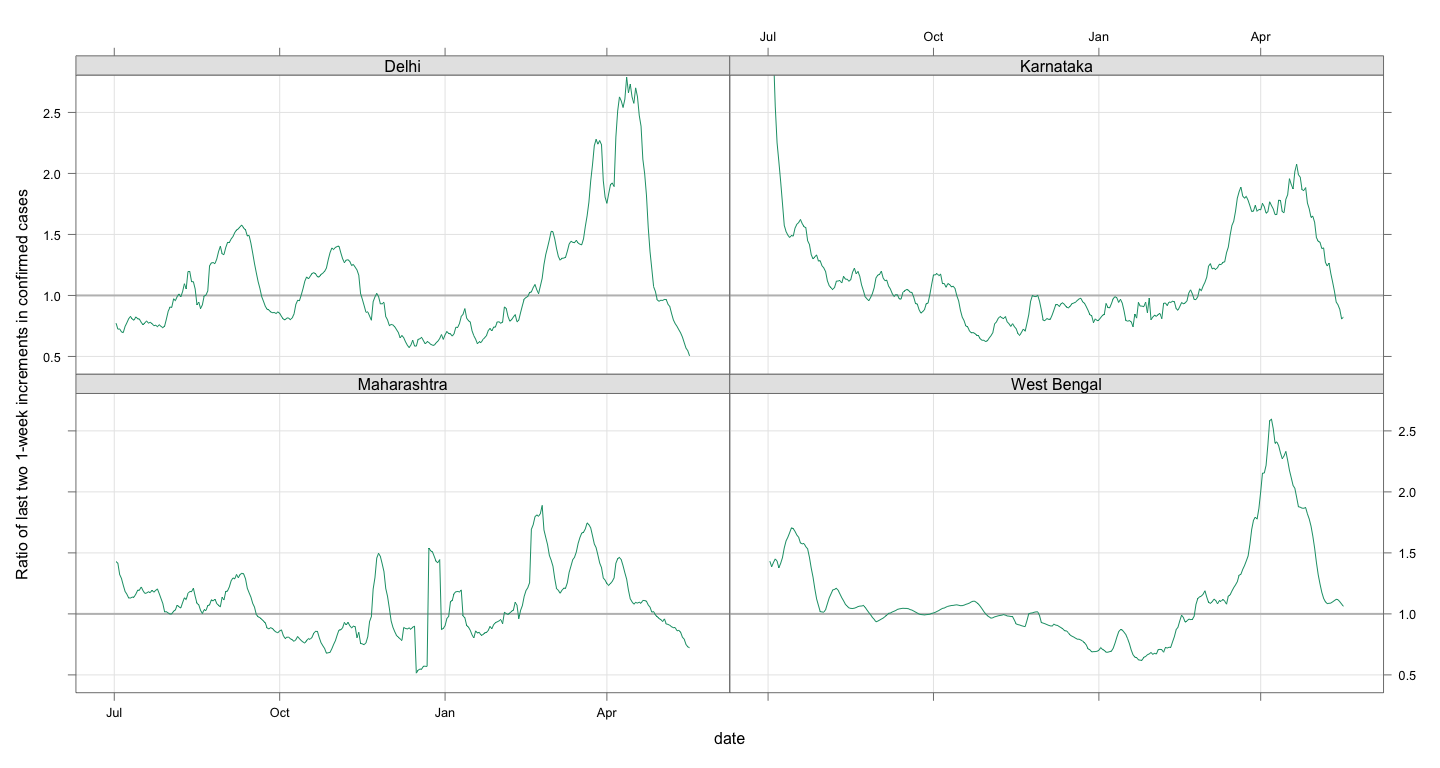 Jul Oct Jan Apr
Delhi Karnataka
2.5
2.0
1.5
1.0
0.5
Maharashtra West Bengal
2.5
2.0
1.5
1.0
0.5
Jul Oct Jan Apr
date
Ratio of last two 1-week increments in confirmed cases